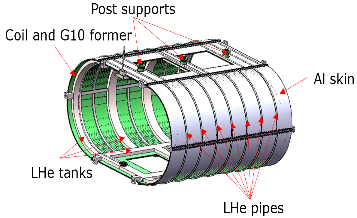 Post supports
Coil and G10 former
Al skin
LHe tanks
LHe pipes